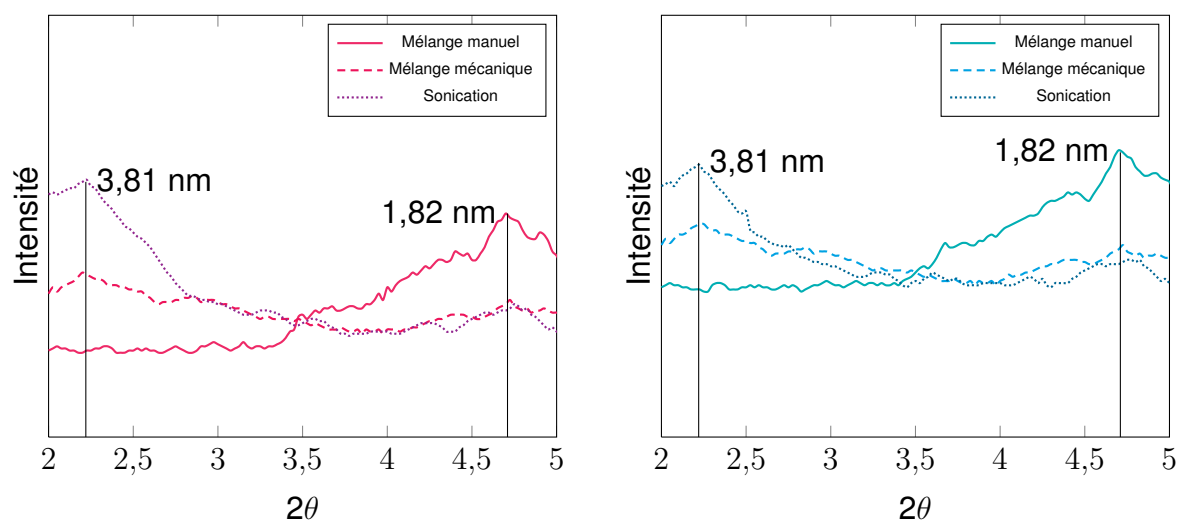 Mélange manuel
Mélange mécanique
Sonication
3,81 nm
1,82 nm
Intensité
2 2,5 3 3,5 4 4,5 5
2θ
Mélange manuel
Mélange mécanique
Sonication
3,81 nm
1,82 nm
Intensité
2 2,5 3 3,5 4 4,5 5
2θ